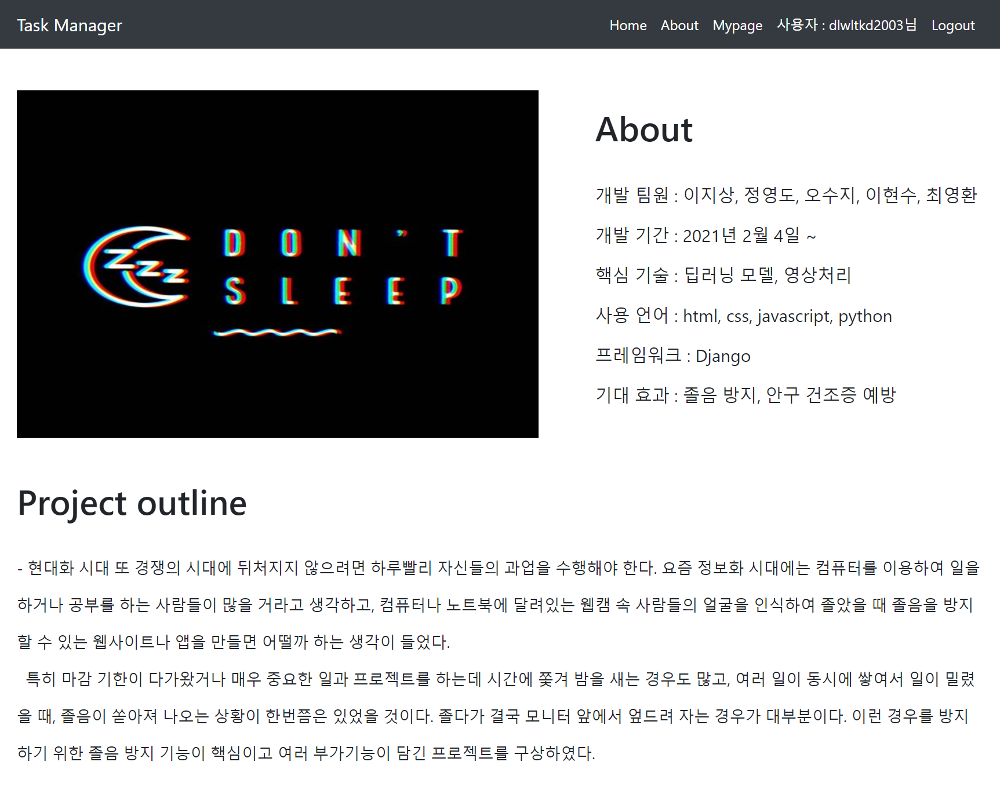 Task Manager
Home About Mypage 사용자 : dlwltkd2003님 Logout
ZZZ
DON'T
SLEEP
About
개발 팀원 : 이지상, 정영도, 오수지, 이현수, 최영환
개발 기간 : 2021년 2월 4일 ~
핵심 기술 : 딥러닝 모델, 영상처리
사용 언어 : html, css, javascript, python
프레임워크 : Django
기대 효과 : 졸음 방지, 안구 건조증 예방
Project outline
- 현대화 시대 또 경쟁의 시대에 뒤처지지 않으려면 하루빨리 자신들의 과업을 수행해야 한다. 요즘 정보화 시대에는 컴퓨터를 이용하여 일을
하거나 공부를 하는 사람들이 많을 거라고 생각하고, 컴퓨터나 노트북에 달려있는 웹캠 속 사람들의 얼굴을 인식하여 졸았을 때 졸음을 방지
할 수 있는 웹사이트나 앱을 만들면 어떨까 하는 생각이 들었다.
특히 마감 기한이 다가왔거나 매우 중요한 일과 프로젝트를 하는데 시간에 쫓겨 밤을 새는 경우도 많고, 여러 일이 동시에 쌓여서 일이 밀렸
을 때, 졸음이 쏟아져 나오는 상황이 한번쯤은 있었을 것이다. 졸다가 결국 모니터 앞에서 엎드려 자는 경우가 대부분이다. 이런 경우를 방지
하기 위한 졸음 방지 기능이 핵심이고 여러 부가기능이 담긴 프로젝트를 구상하였다.